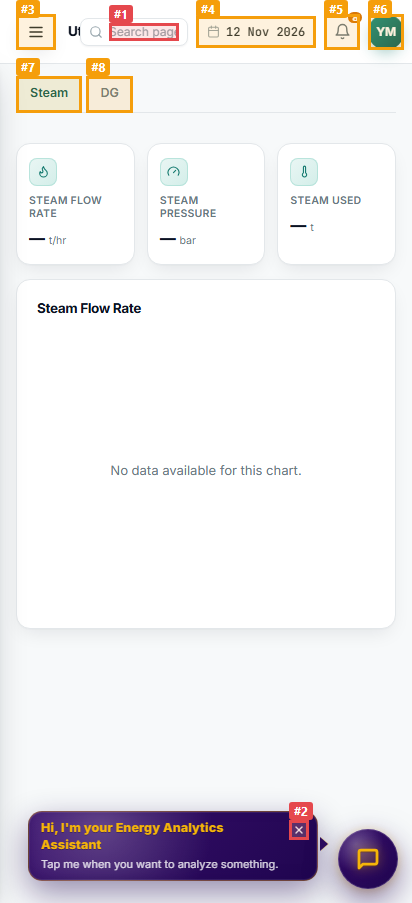 #3
#1
#4
#5
#6
Ut
Search page
12 Nov 2026
YM
#7
#8
Steam
DG
STEAM FLOW
RATE
— t/hr
STEAM
PRESSURE
— bar
STEAM USED
— t
Steam Flow Rate
No data available for this chart.
#2
Hi, I'm your Energy Analytics
Assistant
Tap me when you want to analyze something.